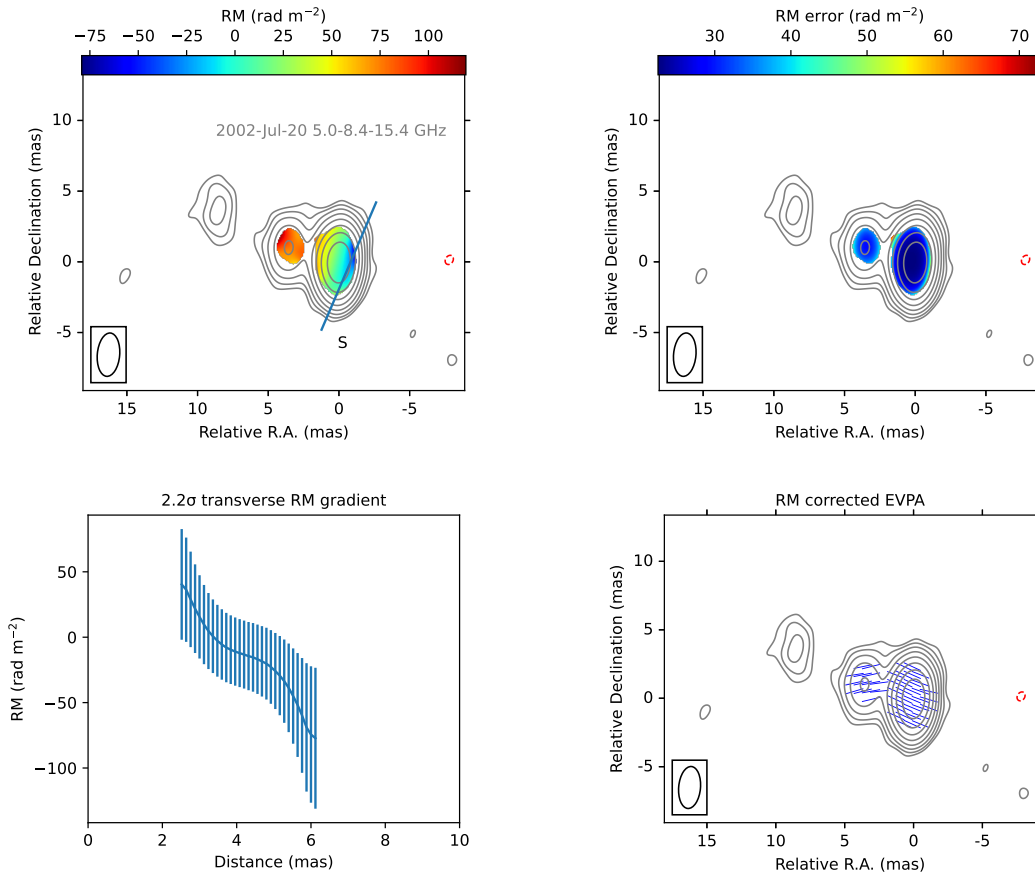 RM (rad m⁻²)
−75 −50 −25 0 25 50 75 100
10
5
0
-5
Relative Declination (mas)
2002-Jul-20 5.0-8.4-15.4 GHz
S
15 10 5 0 -5
Relative R.A. (mas)
RM error (rad m⁻²)
30 40 50 60 70
10
5
0
-5
Relative Declination (mas)
15 10 5 0 -5
Relative R.A. (mas)
2.2σ transverse RM gradient
50
0
−50
−100
RM (rad m⁻²)
0 2 4 6 8 10
Distance (mas)
RM corrected EVPA
10
5
0
-5
Relative Declination (mas)
15 10 5 0 -5
Relative R.A. (mas)